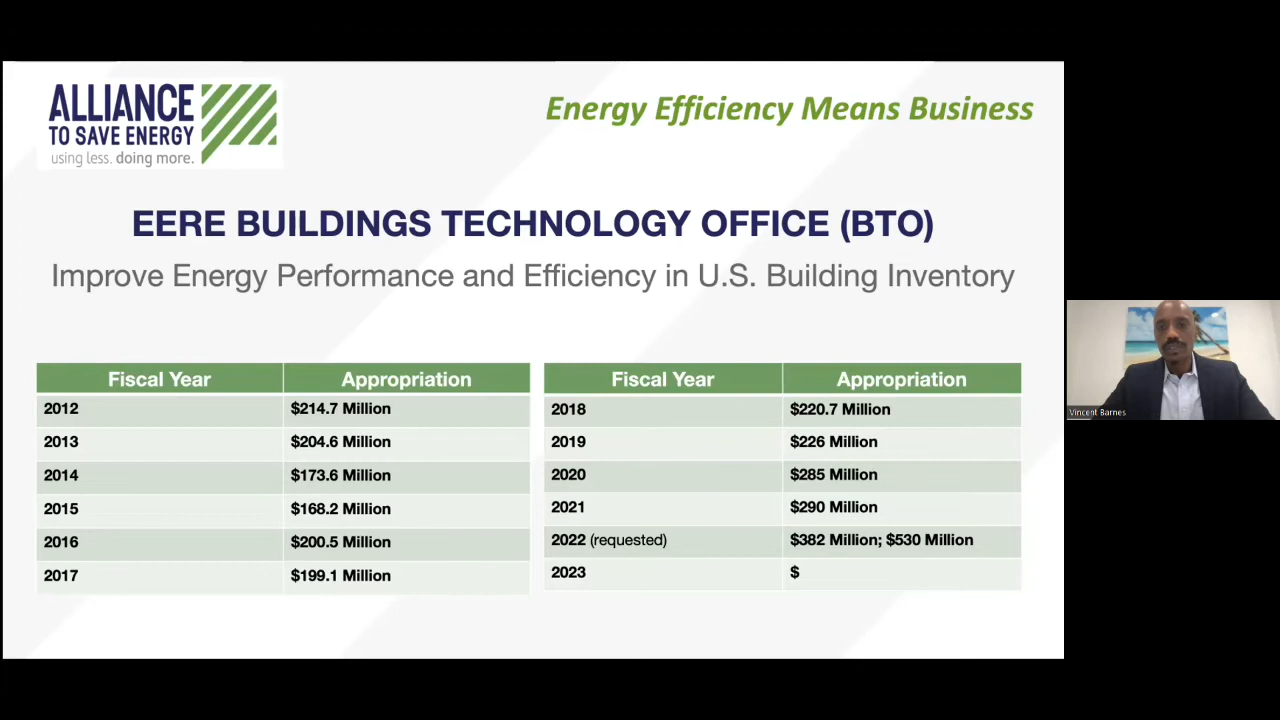 ALLIANCE
TO SAVE ENERGY
using less. doing more.
Energy Efficiency Means Business
EERE BUILDINGS TECHNOLOGY OFFICE (BTO)
Improve Energy Performance and Efficiency in U.S. Building Inventory
Fiscal Year Appropriation
2012 $214.7 Million
2013 $204.6 Million
2014 $173.6 Million
2015 $168.2 Million
2016 $200.5 Million
2017 $199.1 Million
Fiscal Year Appropriation
2018 $220.7 Million
2019 $226 Million
2020 $285 Million
2021 $290 Million
2022 (requested) $382 Million; $530 Million
2023 $
Vincent Barnes